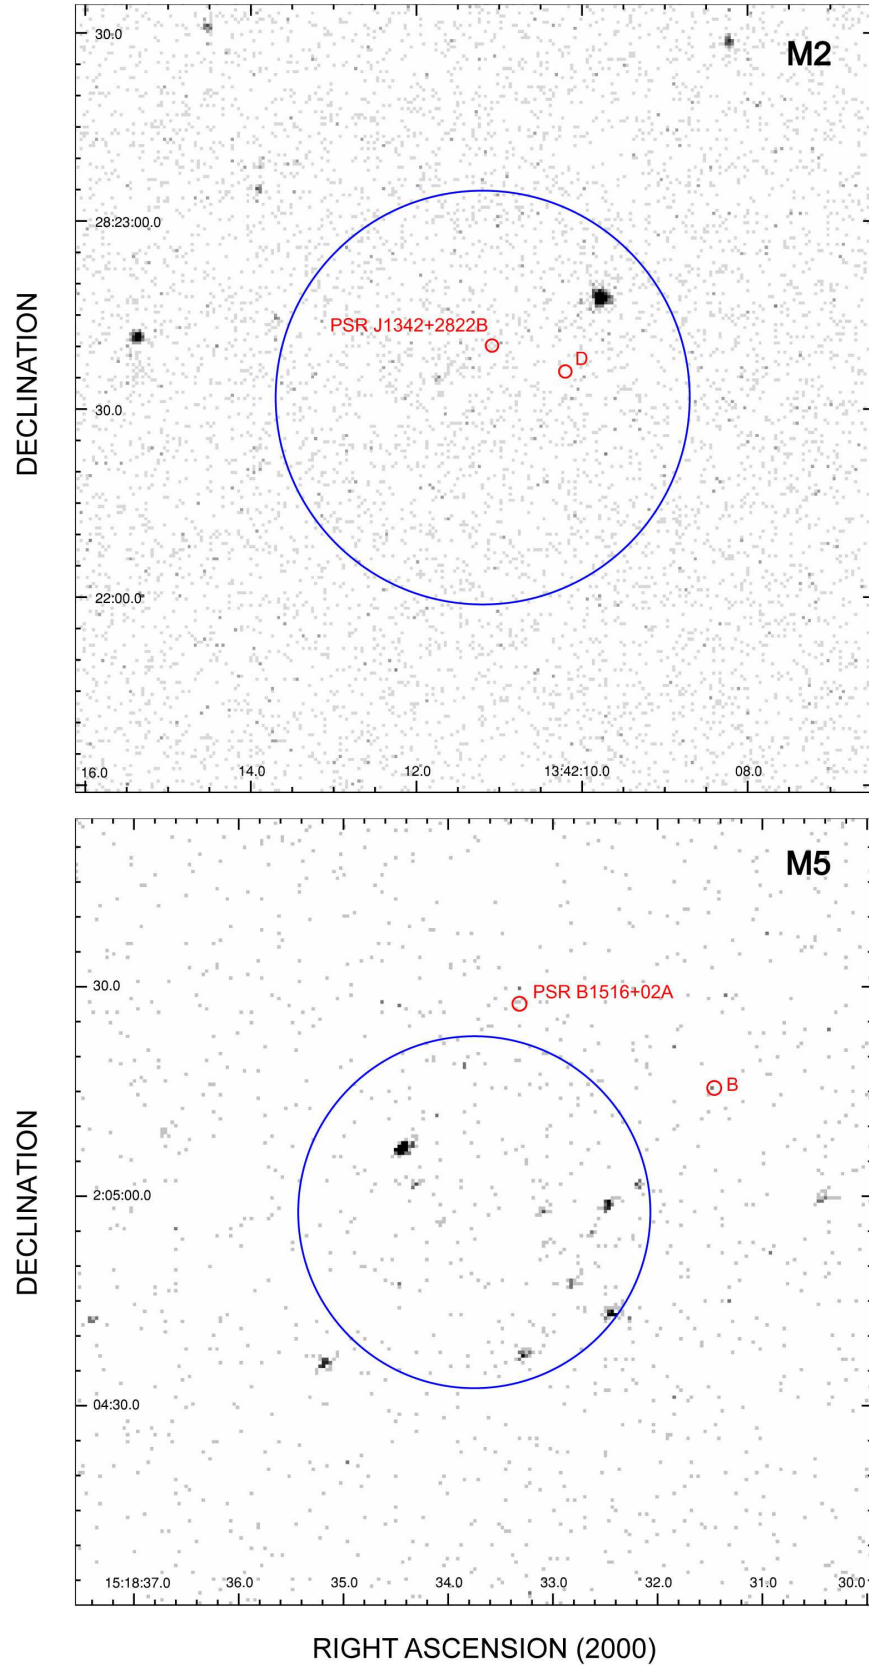 30.0
M2
28:23:00.0
PSR J1342+2822B
D
30.0
22:00.0
16.0 14.0 12.0 13:42:10.0 08.0
DECLINATION
M5
30.0
PSR B1516+02A
B
2:05:00.0
04:30.0
15:18:37.0 36.0 35.0 34.0 33.0 32.0 31.0 30.0
DECLINATION
RIGHT ASCENSION (2000)